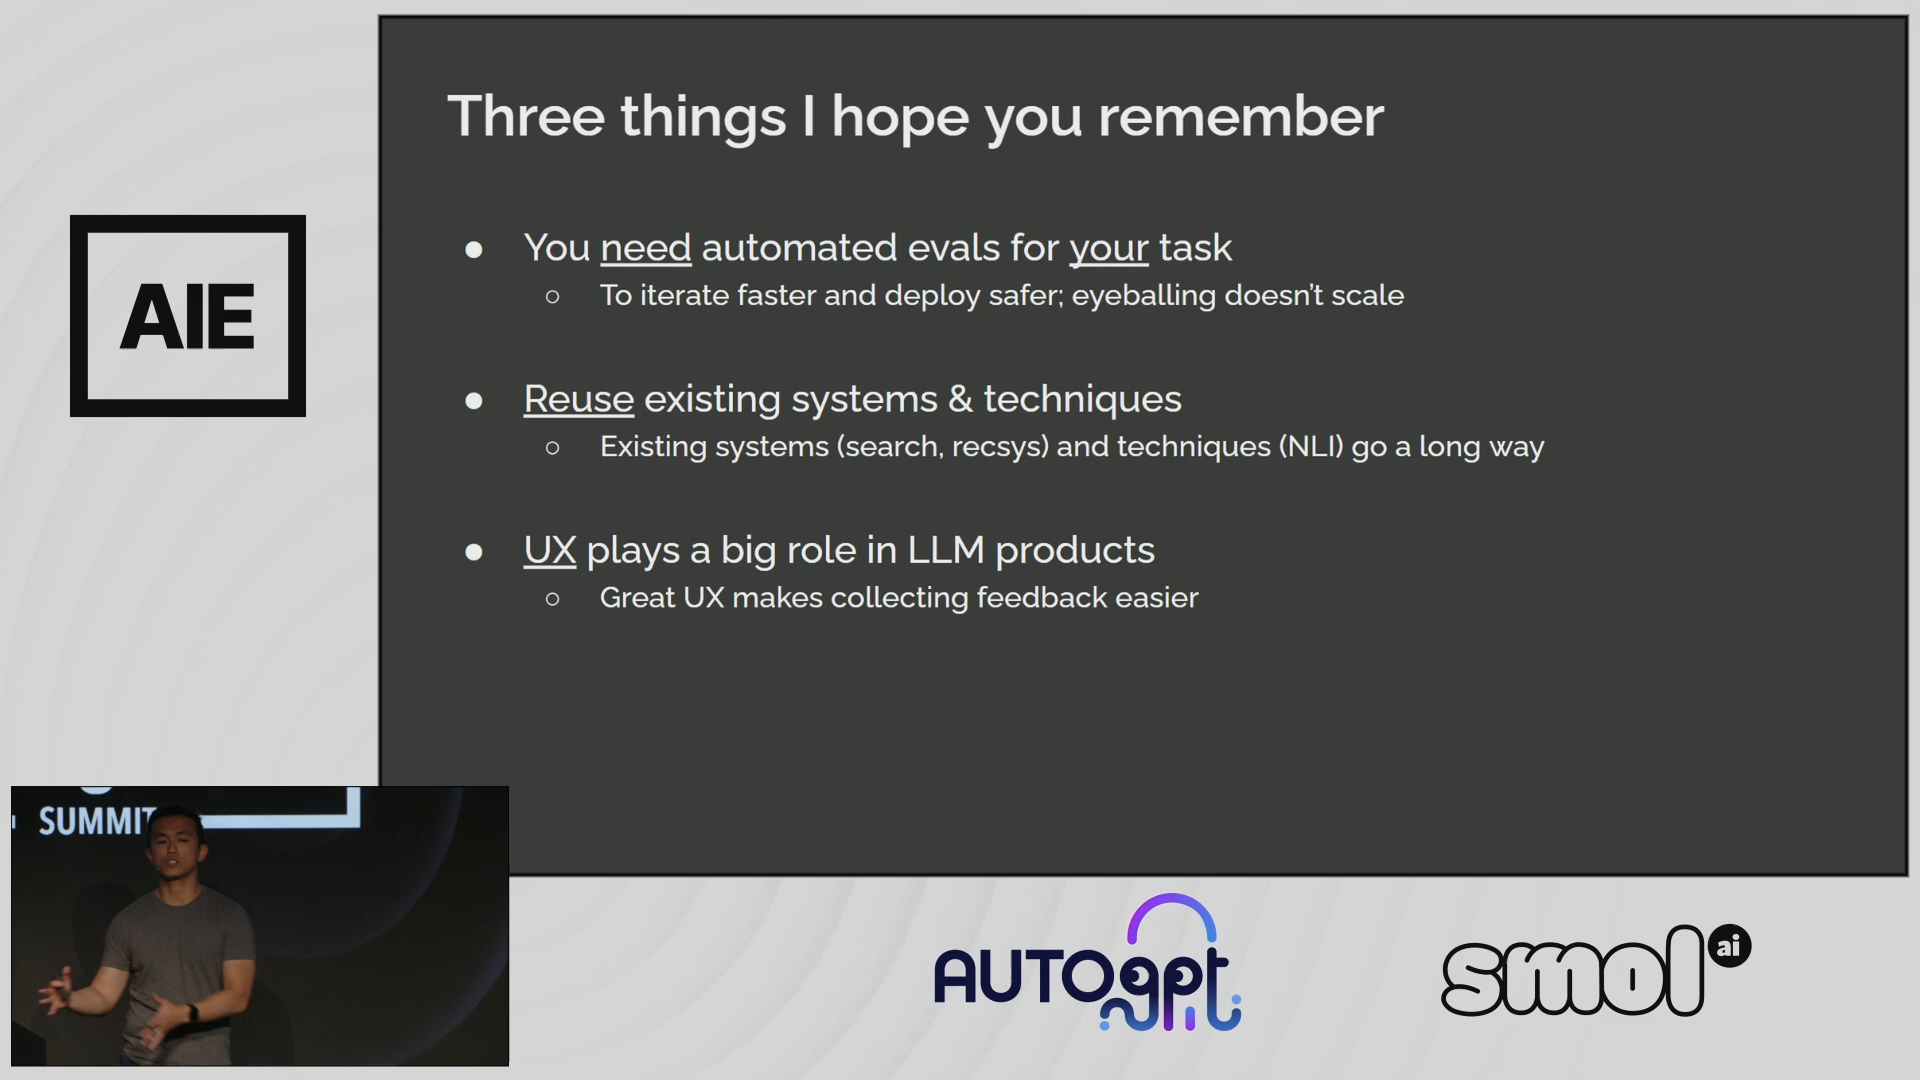 Three things I hope you remember
● You need automated evals for your task
○ To iterate faster and deploy safer; eyeballing doesn’t scale
● Reuse existing systems & techniques
○ Existing systems (search, recsys) and techniques (NLI) go a long way
● UX plays a big role in LLM products
○ Great UX makes collecting feedback easier
AIE
SUMMIT
AUTOgpt
smol ai